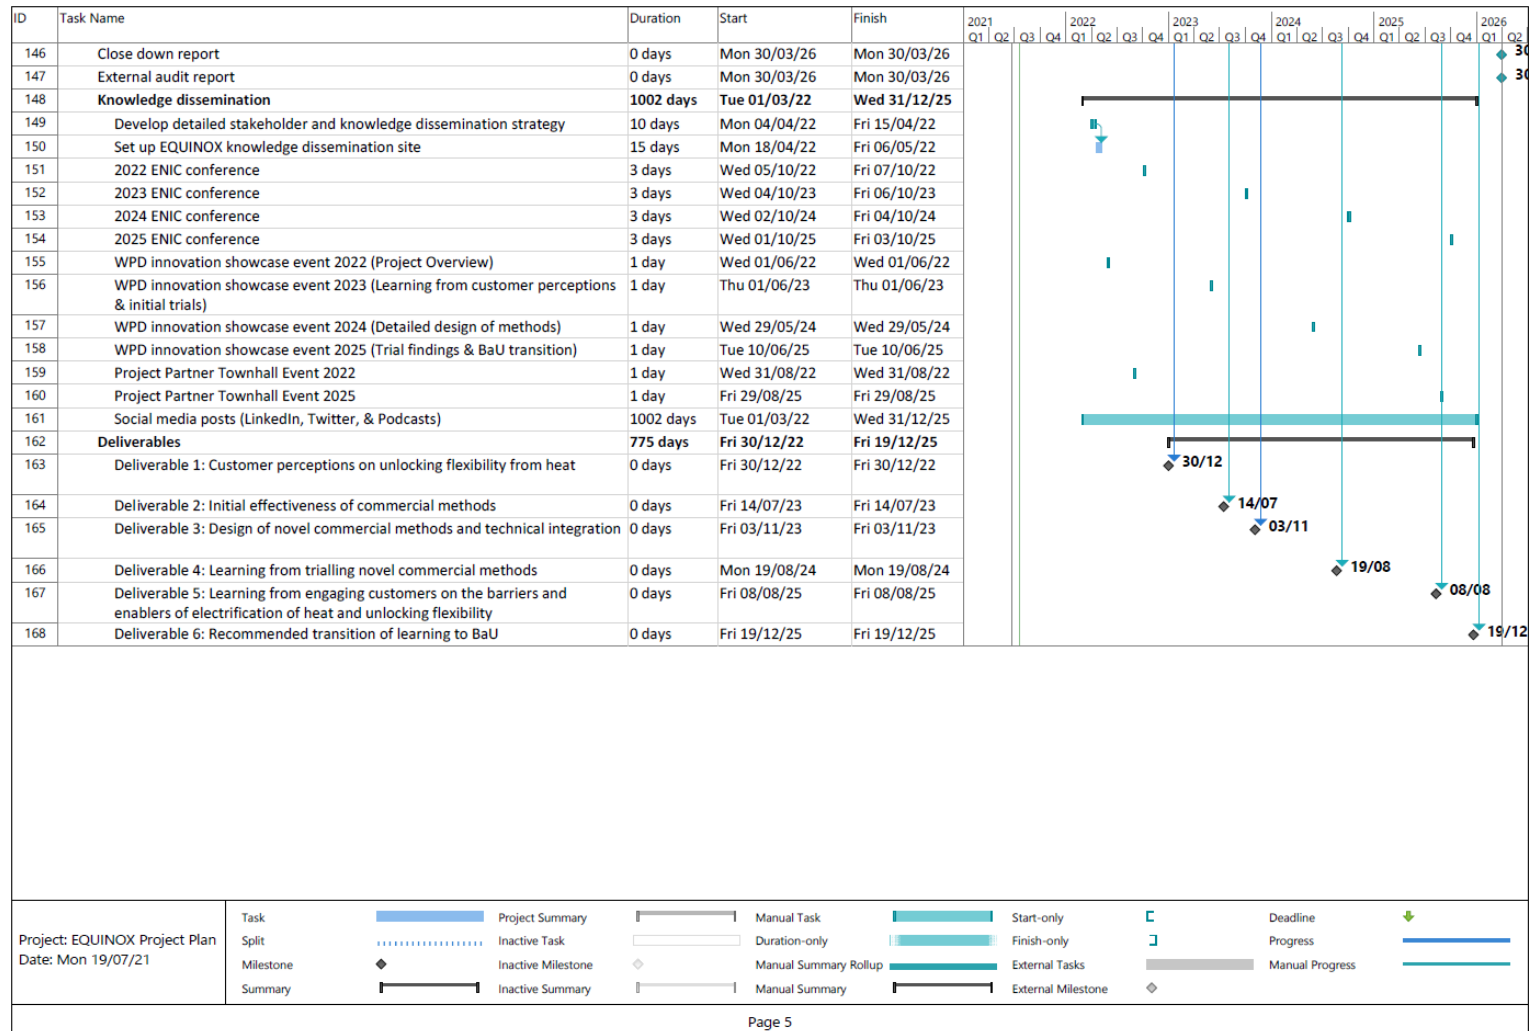 ID Task Name Duration Start Finish 2021 2022 2023 2024 2025 2026
Q1 Q2 Q3 Q4 Q1 Q2 Q3 Q4 Q1 Q2 Q3 Q4 Q1 Q2 Q3 Q4 Q1 Q2 Q3 Q4 Q1 Q2
146 Close down report 0 days Mon 30/03/26 Mon 30/03/26 30
147 External audit report 0 days Mon 30/03/26 Mon 30/03/26 30
148 Knowledge dissemination 1002 days Tue 01/03/22 Wed 31/12/25
149 Develop detailed stakeholder and knowledge dissemination strategy 10 days Mon 04/04/22 Fri 15/04/22
150 Set up EQUINOX knowledge dissemination site 15 days Mon 18/04/22 Fri 06/05/22
151 2022 ENIC conference 3 days Wed 05/10/22 Fri 07/10/22
152 2023 ENIC conference 3 days Wed 04/10/23 Fri 06/10/23
153 2024 ENIC conference 3 days Wed 02/10/24 Fri 04/10/24
154 2025 ENIC conference 3 days Wed 01/10/25 Fri 03/10/25
155 WPD innovation showcase event 2022 (Project Overview) 1 day Wed 01/06/22 Wed 01/06/22
156 WPD innovation showcase event 2023 (Learning from customer perceptions 1 day Thu 01/06/23 Thu 01/06/23
& initial trials)
157 WPD innovation showcase event 2024 (Detailed design of methods) 1 day Wed 29/05/24 Wed 29/05/24
158 WPD innovation showcase event 2025 (Trial findings & BaU transition) 1 day Tue 10/06/25 Tue 10/06/25
159 Project Partner Townhall Event 2022 1 day Wed 31/08/22 Wed 31/08/22
160 Project Partner Townhall Event 2025 1 day Fri 29/08/25 Fri 29/08/25
161 Social media posts (LinkedIn, Twitter, & Podcasts) 1002 days Tue 01/03/22 Wed 31/12/25
162 Deliverables 775 days Fri 30/12/22 Fri 19/12/25
163 Deliverable 1: Customer perceptions on unlocking flexibility from heat 0 days Fri 30/12/22 Fri 30/12/22 30/12
164 Deliverable 2: Initial effectiveness of commercial methods 0 days Fri 14/07/23 Fri 14/07/23 14/07
165 Deliverable 3: Design of novel commercial methods and technical integration 0 days Fri 03/11/23 Fri 03/11/23 03/11
166 Deliverable 4: Learning from trialling novel commercial methods 0 days Mon 19/08/24 Mon 19/08/24 19/08
167 Deliverable 5: Learning from engaging customers on the barriers and 0 days Fri 08/08/25 Fri 08/08/25 08/08
enablers of electrification of heat and unlocking flexibility
168 Deliverable 6: Recommended transition of learning to BaU 0 days Fri 19/12/25 Fri 19/12/25 19/12
Project: EQUINOX Project Plan
Date: Mon 19/07/21
Task Project Summary Manual Task Start-only Deadline
Split Inactive Task Duration-only Finish-only Progress
Milestone Inactive Milestone Manual Summary Rollup External Tasks Manual Progress
Summary Inactive Summary Manual Summary External Milestone
Page 5